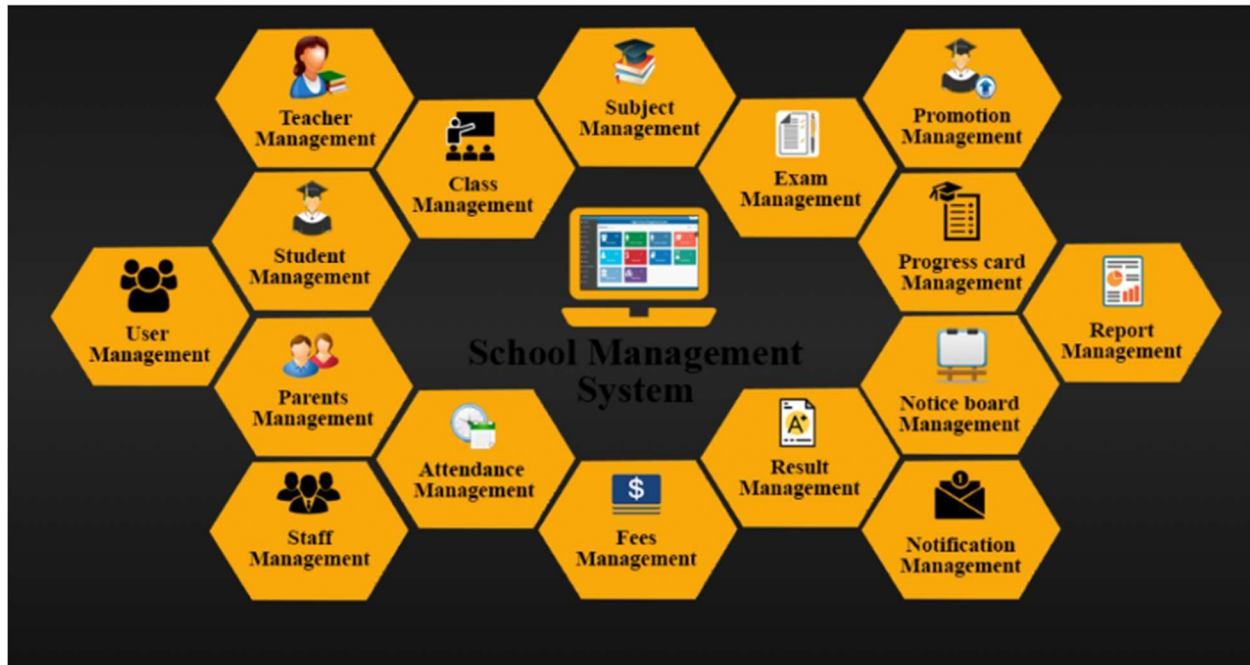 Teacher
Management
Class
Management
Subject
Management
Exam
Management
Promotion
Management
Student
Management
Progress card
Management
User
Management
School Management
System
Report
Management
Parents
Management
Notice board
Management
Attendance
Management
A+
Result
Management
Staff
Management
$
Fees
Management
1
Notification
Management